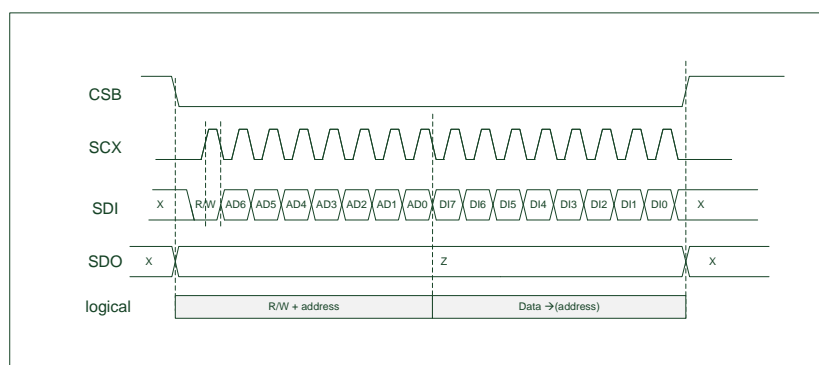 CSB
SCX
SDI X R/W AD6 AD5 AD4 AD3 AD2 AD1 AD0 DI7 DI6 DI5 DI4 DI3 DI2 DI1 DI0 X
SDO X Z X
logical R/W + address Data →(address)